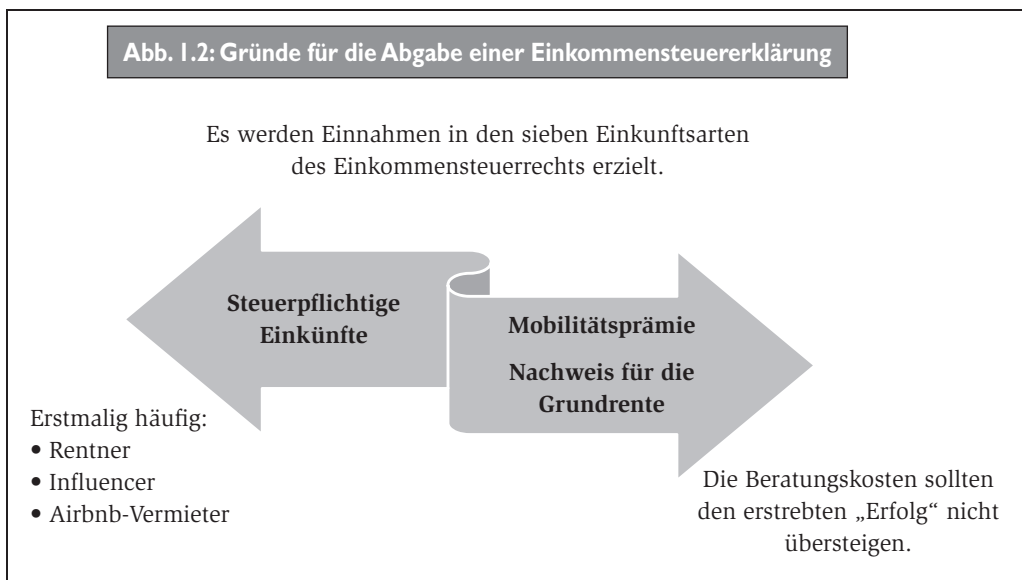 Abb. 1.2: Gründe für die Abgabe einer Einkommensteuererklärung
Es werden Einnahmen in den sieben Einkunftsarten
des Einkommensteuerrechts erzielt.
Steuerpflichtige
Einkünfte
Mobilitätsprämie
Nachweis für die
Grundrente
Erstmalig häufig:
• Rentner
• Influencer
• Airbnb-Vermieter
Die Beratungskosten sollten
den erstrebten „Erfolg“ nicht
übersteigen.